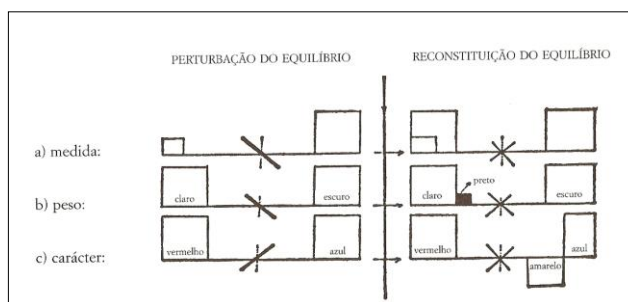 PERTURBAÇÃO DO EQUILÍBRIO RECONSTITUIÇÃO DO EQUILÍBRIO
a) medida:
preto
b) peso: claro escuro claro escuro
vermelho azul vermelho azul
c) carácter: amarelo